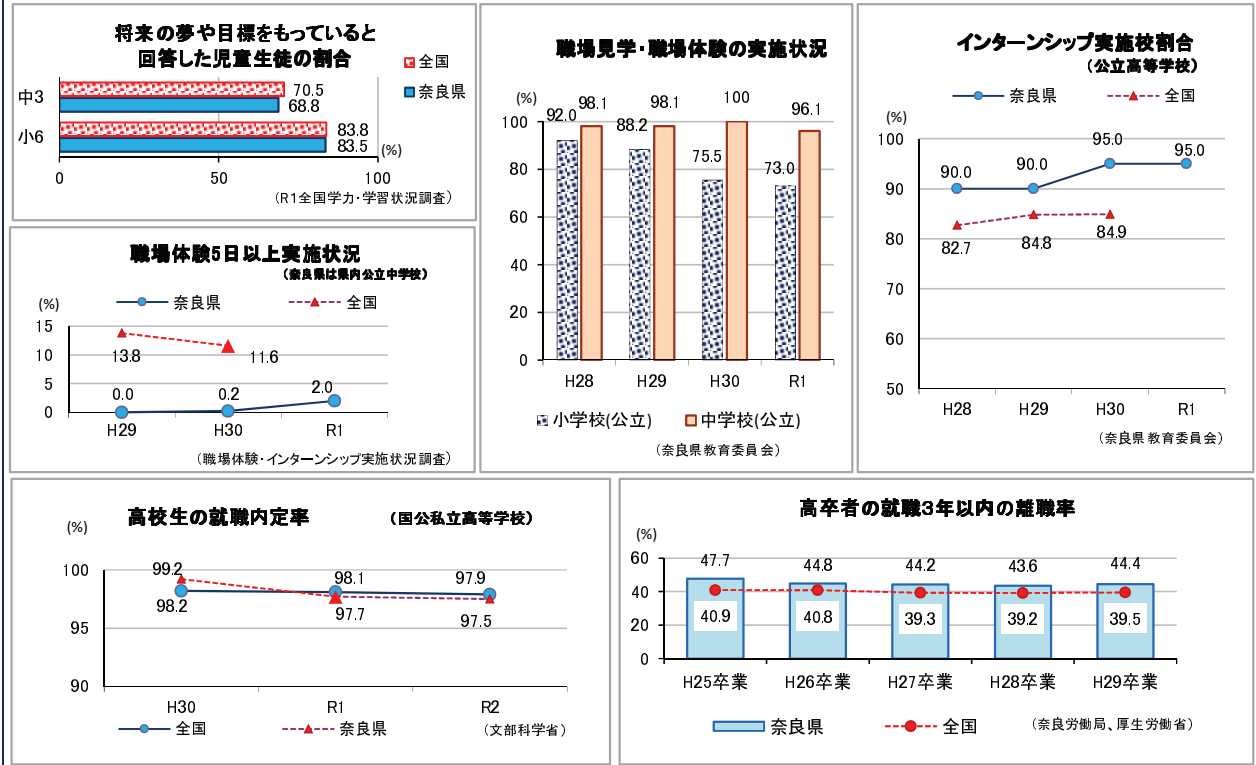 将来の夢や目標をもっていると
回答した児童生徒の割合
全国
奈良県
中3
70.5
68.8
小6
83.8
83.5
(%)
0 50 100
(R1全国学力・学習状況調査)
職場体験5日以上実施状況
(奈良県は県内公立中学校)
(%)
奈良県 全国
15
10
5
0
13.8 11.6
0.0 0.2 2.0
H29 H30 R1
(職場体験・インターンシップ実施状況調査)
職場見学・職場体験の実施状況
(%)
100
80
60
40
20
0
92.0 98.1 88.2 98.1 75.5 100 73.0 96.1
H28 H29 H30 R1
小学校(公立) 中学校(公立)
(奈良県教育委員会)
インターンシップ実施校割合
(公立高等学校)
奈良県 全国
(%)
100
90
80
90
60
50
90.0 90.0 95.0 95.0
82.7 84.8 84.9
H28 H29 H30 R1
(奈良県教育委員会)
高校生の就職内定率 (国公私立高等学校)
(%)
100
95
90
99.2 98.1 97.9
98.2 97.7 97.5
H30 R1 R2
全国 奈良県
(文部科学省)
高卒者の就職3年以内の離職率
(%)
60
40
20
0
47.7 44.8 44.2 43.6 44.4
40.9 40.8 39.3 39.2 39.5
H25卒業 H26卒業 H27卒業 H28卒業 H29卒業
奈良県 全国
(奈良労働局、厚生労働省)